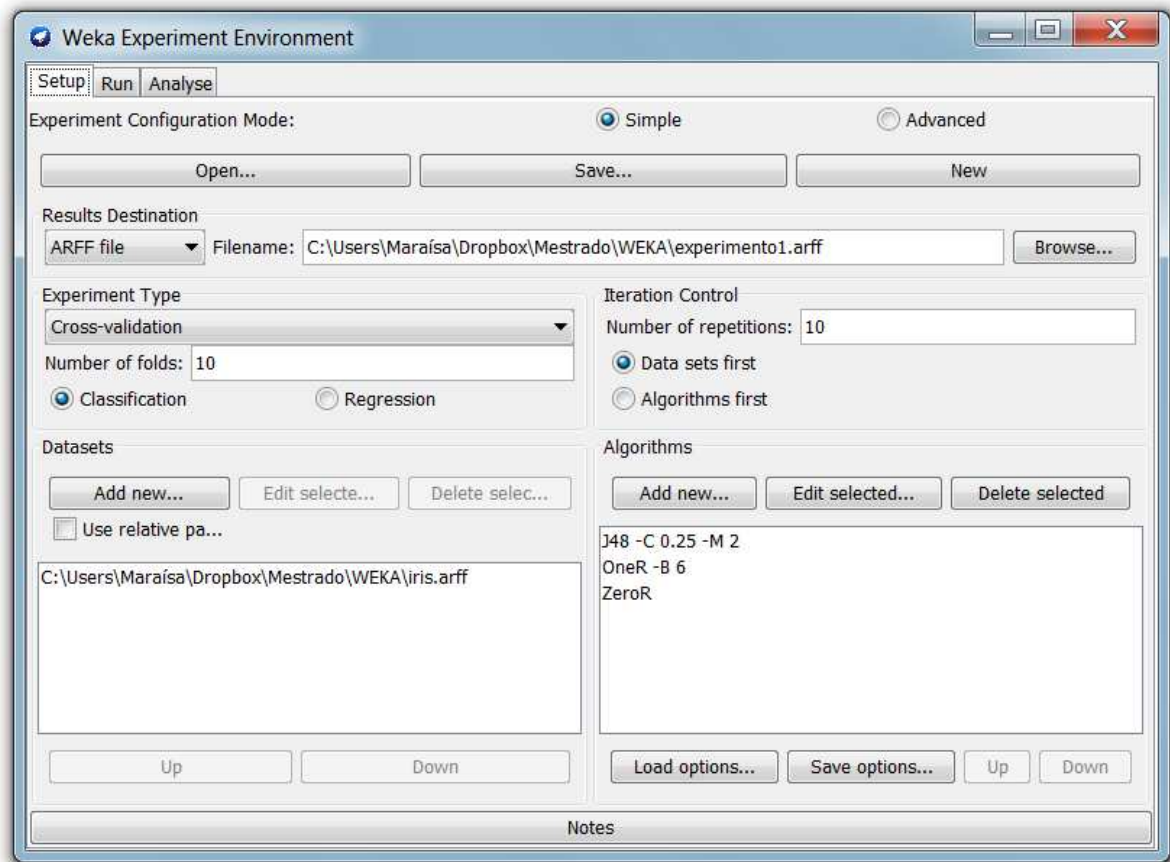 Weka Experiment Environment
Setup Run Analyse
Experiment Configuration Mode: Simple Advanced
Open... Save... New
Results Destination
ARFF file Filename: C:\Users\Maraísa\Dropbox\Mestrado\WEKA\experimento1.arff Browse...
Experiment Type
Cross-validation
Number of folds: 10
Classification Regression
Iteration Control
Number of repetitions: 10
Data sets first
Algorithms first
Datasets
Add new... Edit selecte... Delete selec...
Use relative pa...
C:\Users\Maraísa\Dropbox\Mestrado\WEKA\iris.arff
Up Down
Algorithms
Add new... Edit selected... Delete selected
J48 -C 0.25 -M 2
OneR -B 6
ZeroR
Load options... Save options... Up Down
Notes